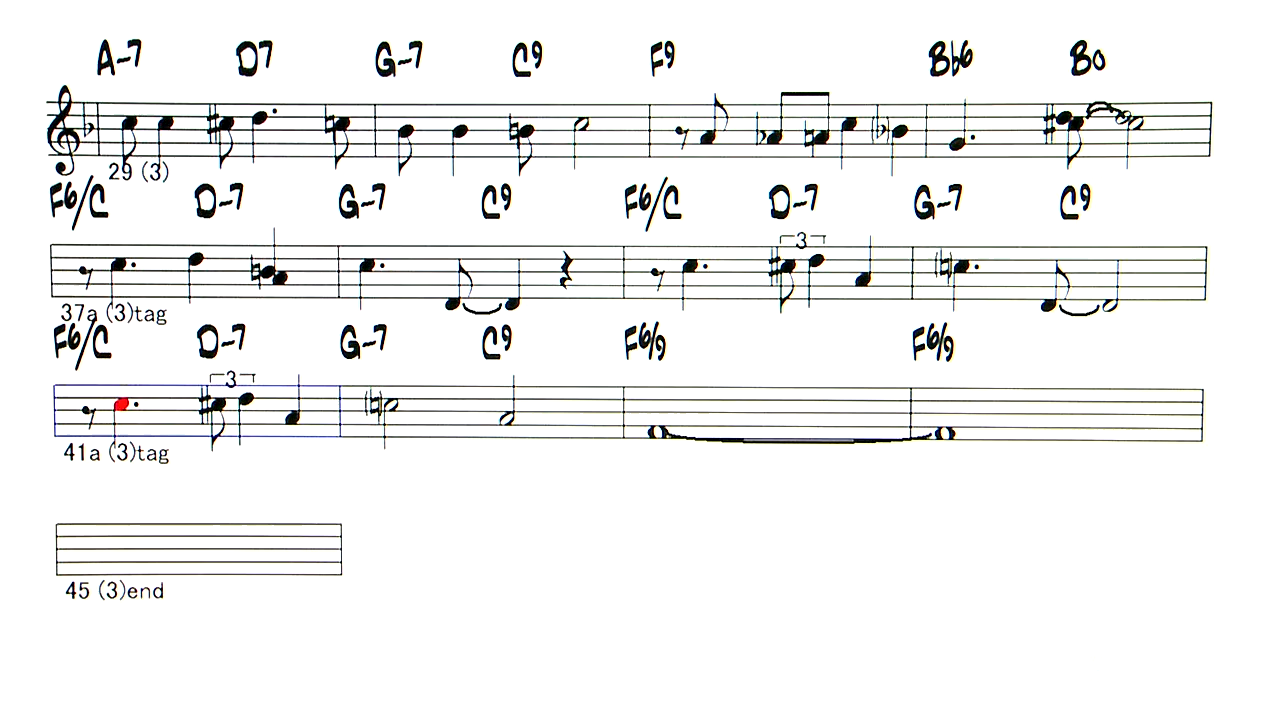 A-7 D7 G-7 C9 F9 Bb6 Bo
29 (3)
F6/C D-7 G-7 C9 F6/C D-7 G-7 C9
3
37a (3)tag
F6/C D-7 G-7 C9 F6/9 F6/9
3
41a (3)tag
45 (3)end